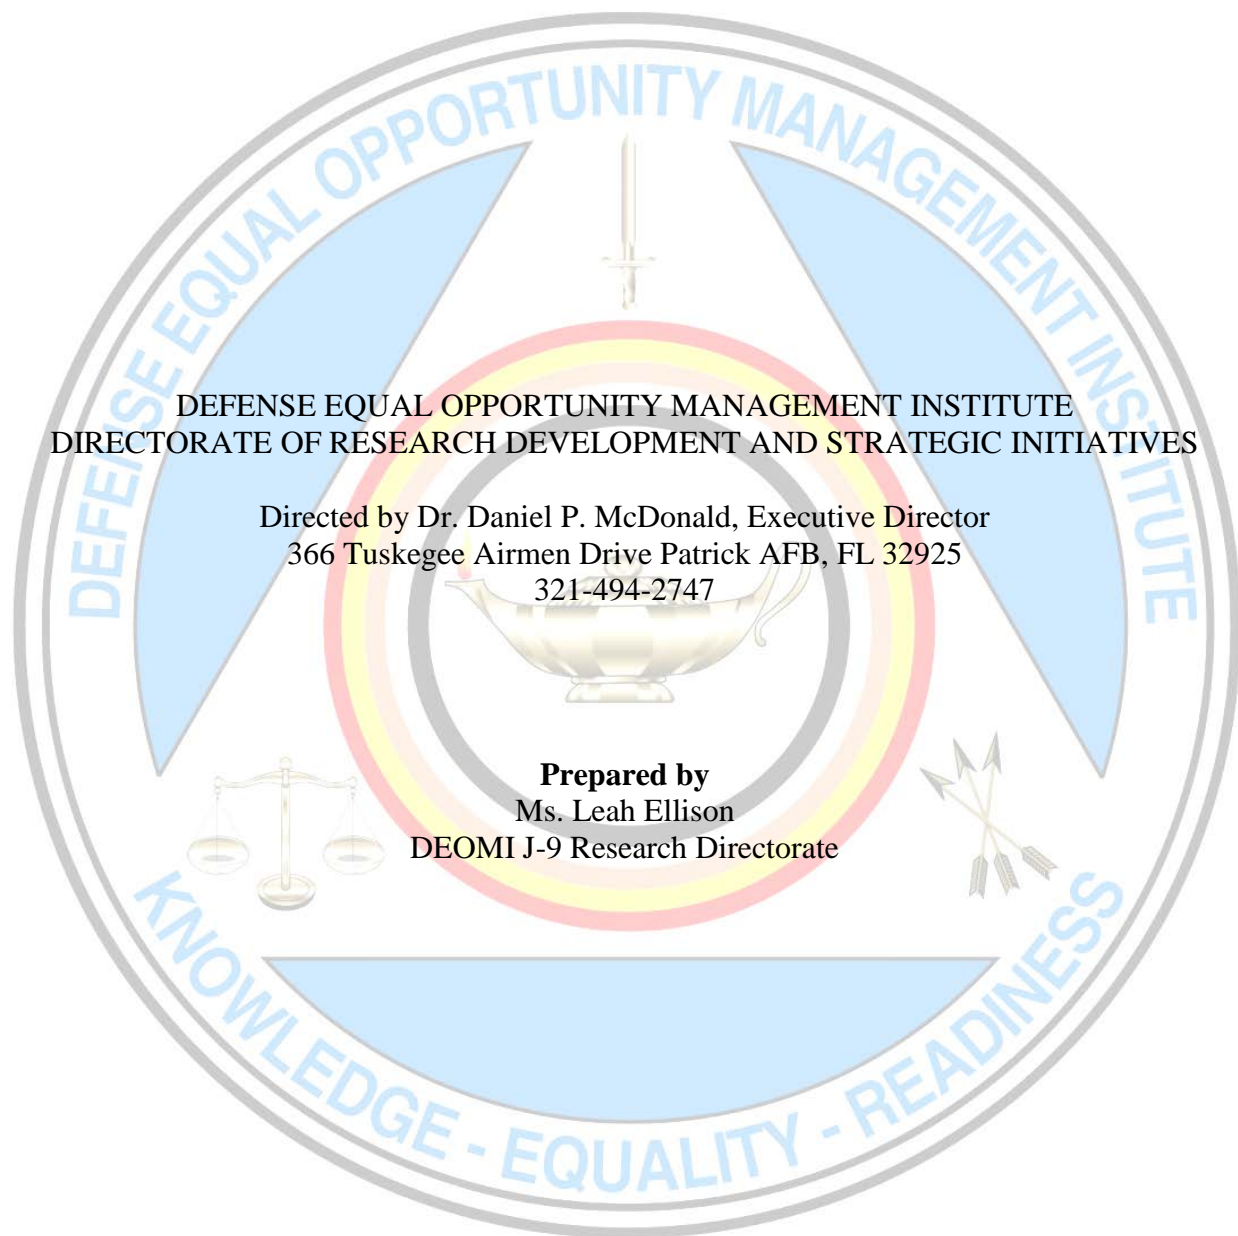 DEFENSE EQUAL OPPORTUNITY MANAGEMENT INSTITUTE
DEFENSE EQUAL OPPORTUNITY MANAGEMENT INSTITUTE
DIRECTORATE OF RESEARCH DEVELOPMENT AND STRATEGIC INITIATIVES
Directed by Dr. Daniel P. McDonald, Executive Director
366 Tuskegee Airmen Drive Patrick AFB, FL 32925
321-494-2747
Prepared by
Ms. Leah Ellison
DEOMI J-9 Research Directorate
KNOWLEDGE - EQUALITY - READINESS